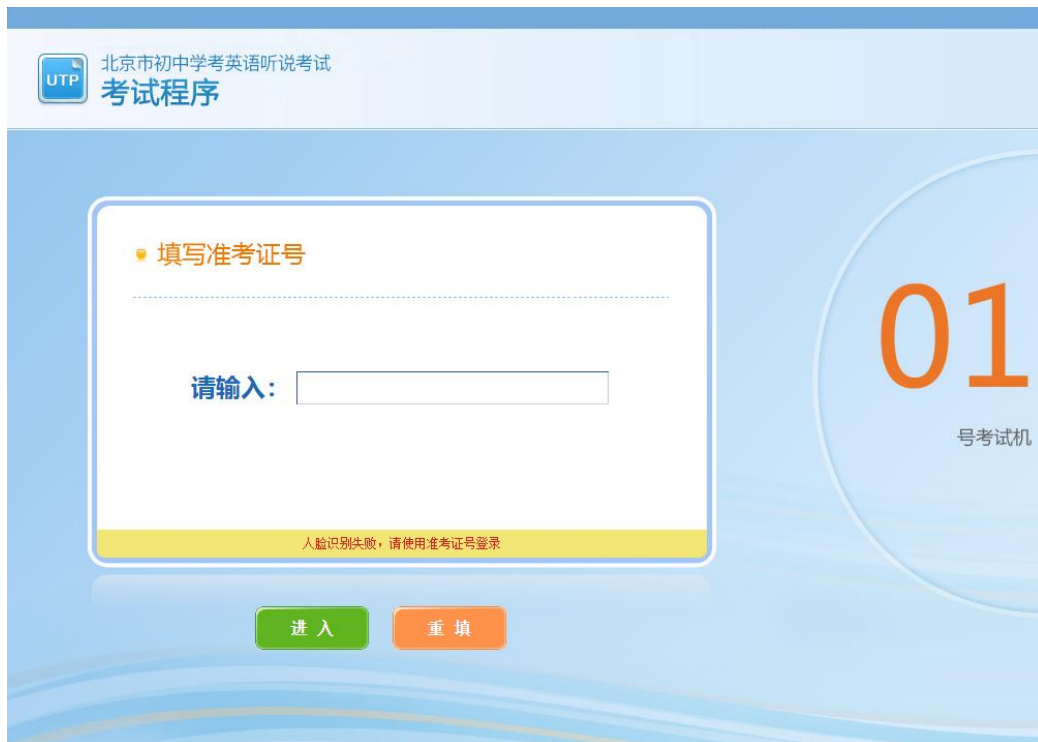 UTP
北京市初中学考英语听说考试
考试程序
填写准考证号
请输入：
01
号考试机
人脸识别失败，请使用准考证号登录
进 入
重 填